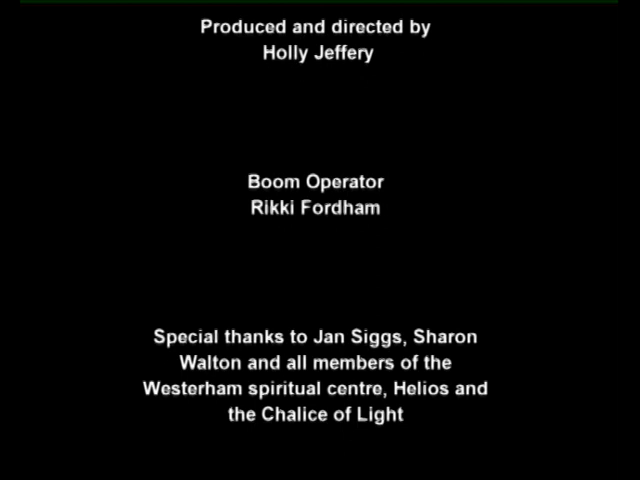 Produced and directed by
Holly Jeffery
Boom Operator
Rikki Fordham
Special thanks to Jan Siggs, Sharon
Walton and all members of the
Westerham spiritual centre, Helios and
the Chalice of Light